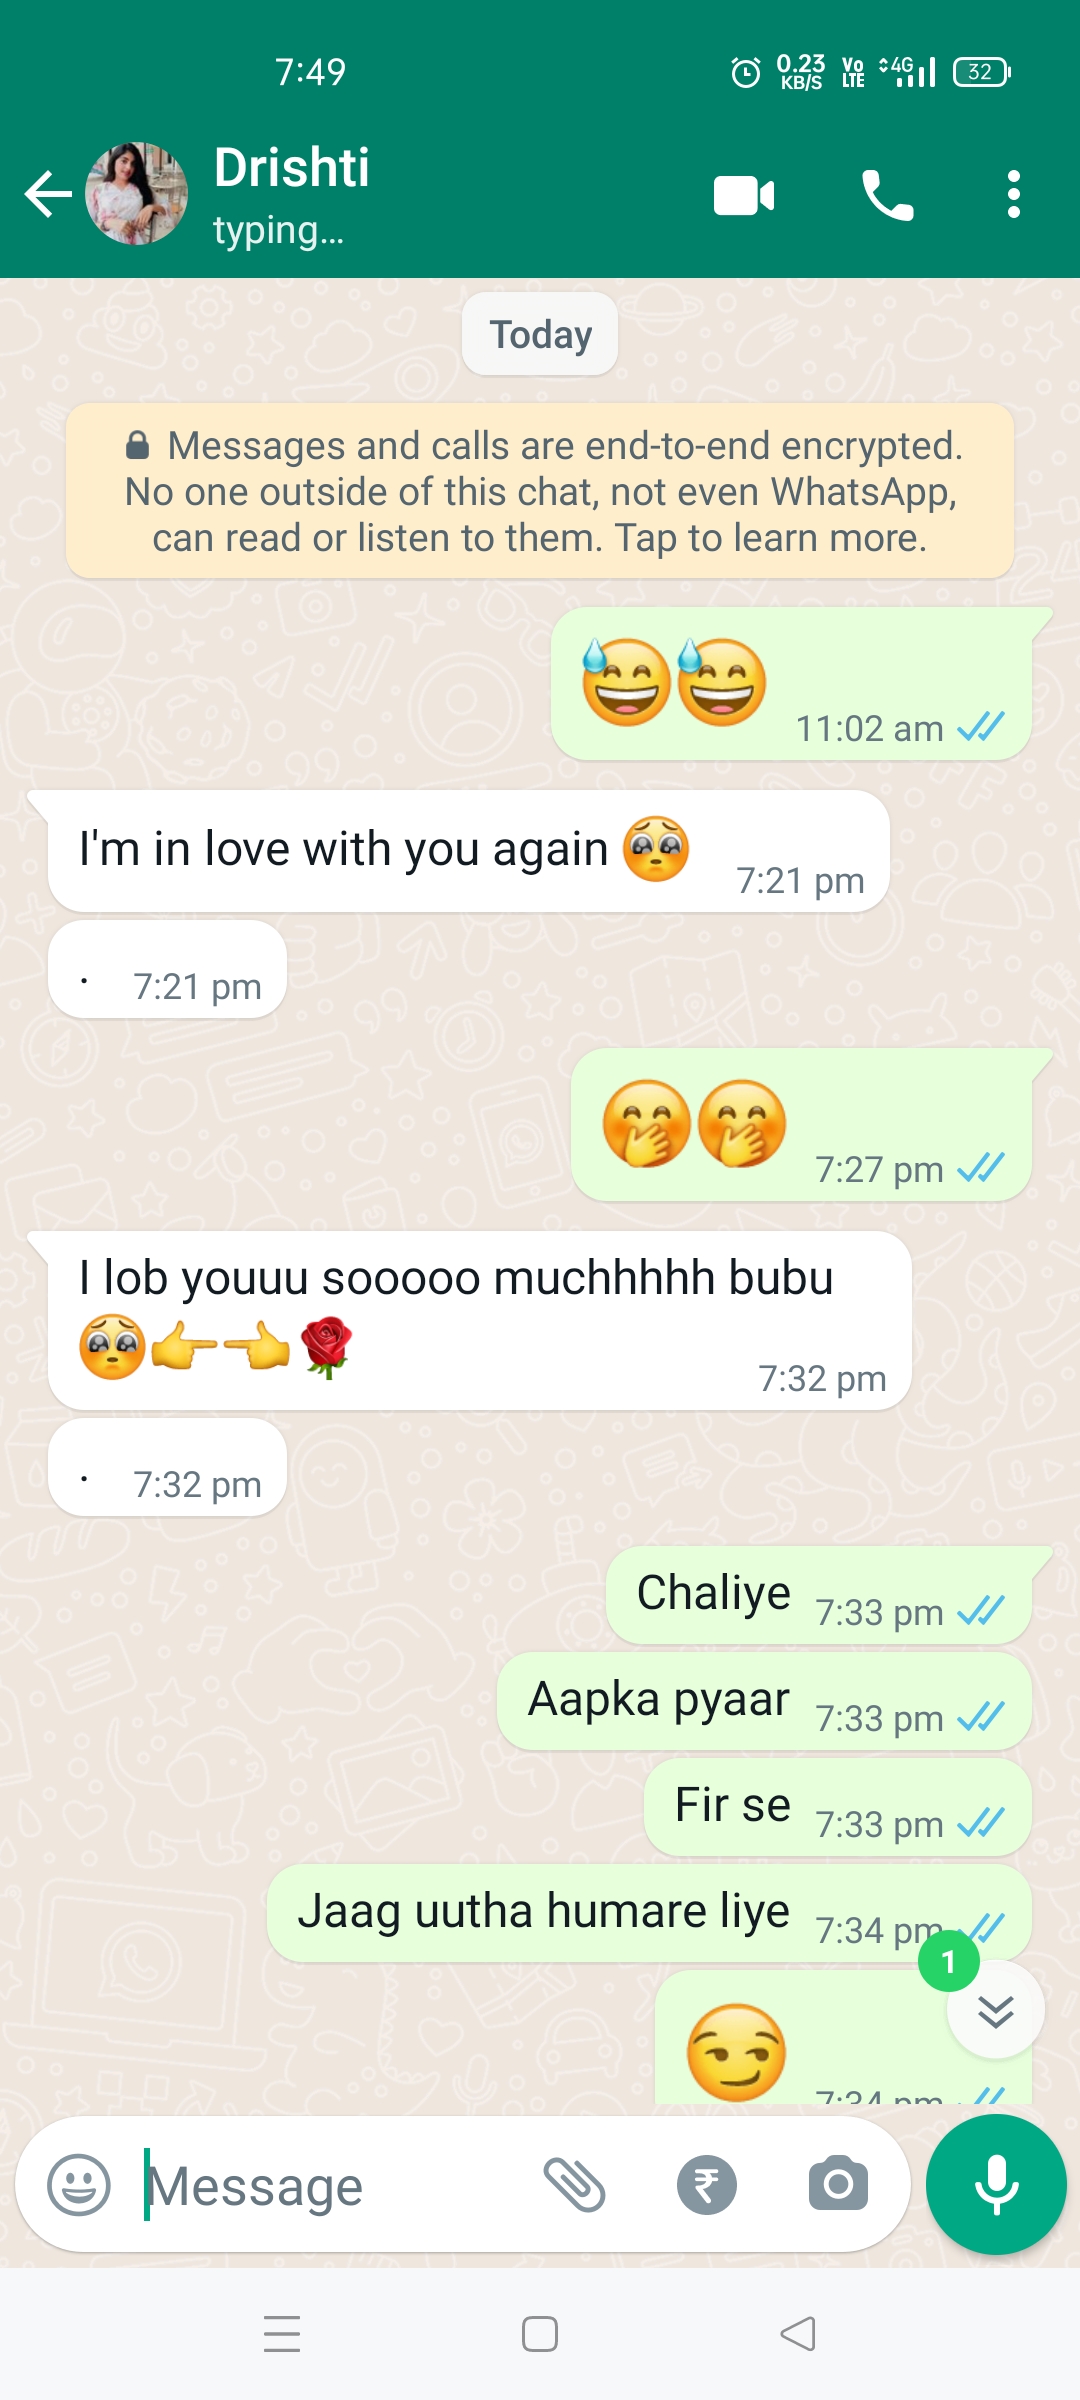 7:49
0.23 KB/S Vo LTE 4G 32
Drishti
typing...
Today
Messages and calls are end-to-end encrypted.
No one outside of this chat, not even WhatsApp,
can read or listen to them. Tap to learn more.
😅😅 11:02 am
I'm in love with you again 🥺 7:21 pm
. 7:21 pm
🤭🤭 7:27 pm
I lob youuu sooooo muchhhhh bubu
🥺👉👈🌹 7:32 pm
. 7:32 pm
Chaliye 7:33 pm
Aapka pyaar 7:33 pm
Fir se 7:33 pm
Jaag uutha humare liye 7:34 pm
1
😏 7:34 pm
Message